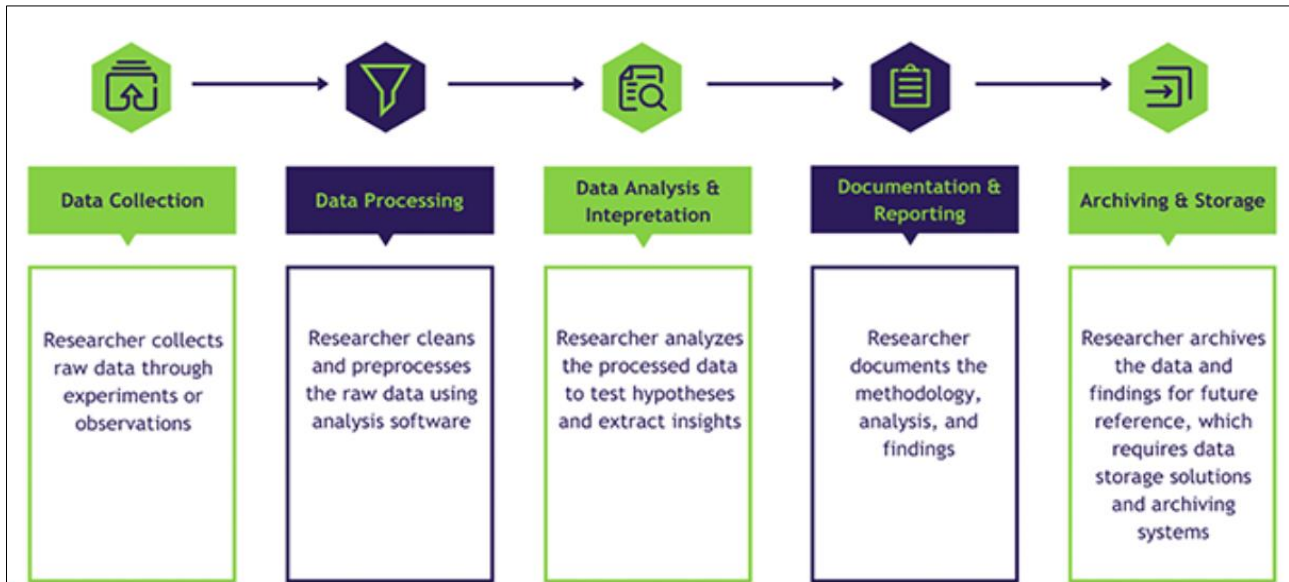 Data Collection
Data Processing
Data Analysis &
Intepretation
Documentation &
Reporting
Archiving & Storage
Researcher collects
raw data through
experiments or
observations
Researcher cleans
and preprocesses
the raw data using
analysis software
Researcher analyzes
the processed data
to test hypotheses
and extract insights
Researcher
documents the
methodology,
analysis, and
findings
Researcher archives
the data and
findings for future
reference, which
requires data
storage solutions
and archiving
systems